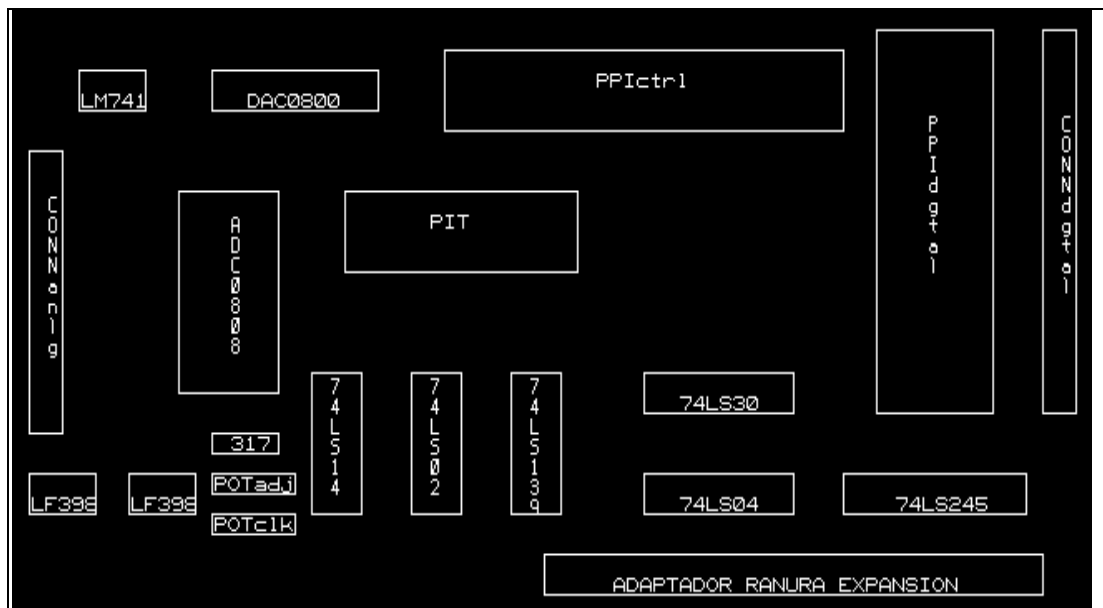 PPIctrl
LM741
DAC0800
PPIdgtal
CONNdgtal
CONNanlg
ADC0808
PIT
74LS14
74LS02
74LS139
74LS30
317
POTadj
LF398
LF398
74LS04
74LS245
POTclk
ADAPTADOR RANURA EXPANSION